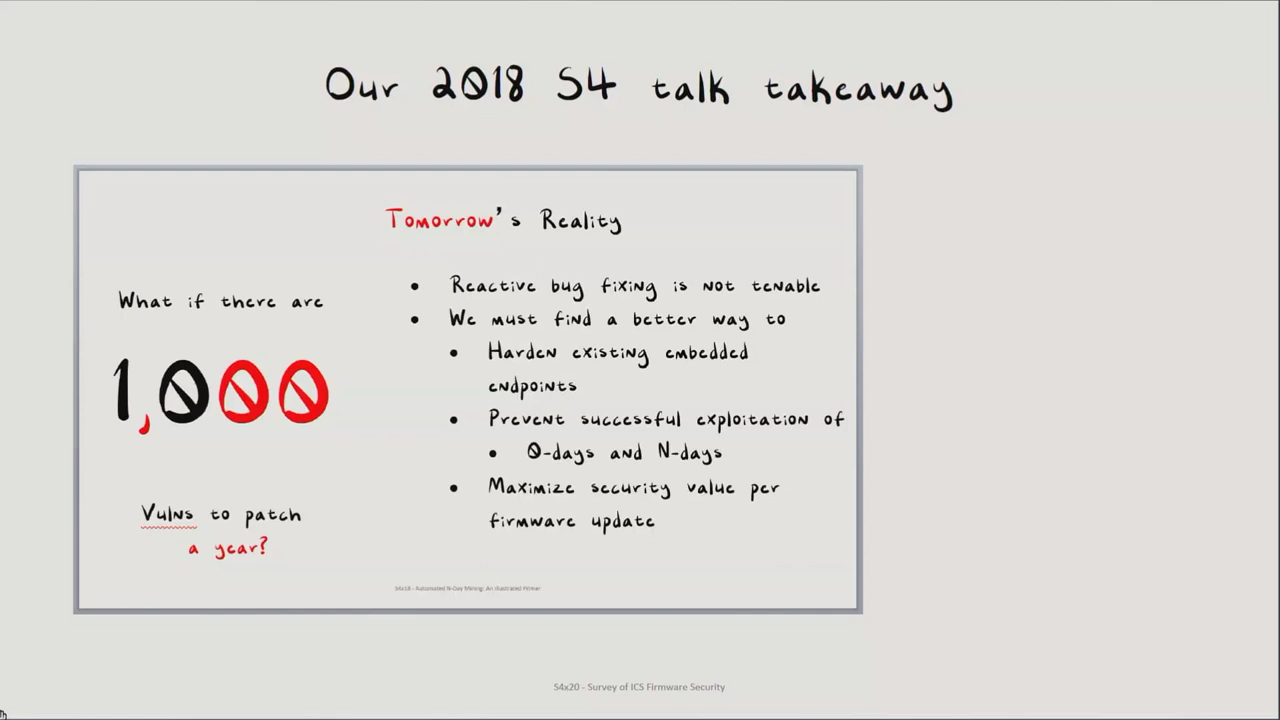 Our 2018 S4 talk takeaway
What if there are
1,000
Vulns to patch
a year?
Tomorrow's Reality
• Reactive bug fixing is not tenable
• We must find a better way to
• Harden existing embedded
endpoints
• Prevent successful exploitation of
• 0-days and N-days
• Maximize security value per
firmware update
S4x18 - Automated N-Day Mining: An Illustrated Primer
S4x20 - Survey of ICS Firmware Security